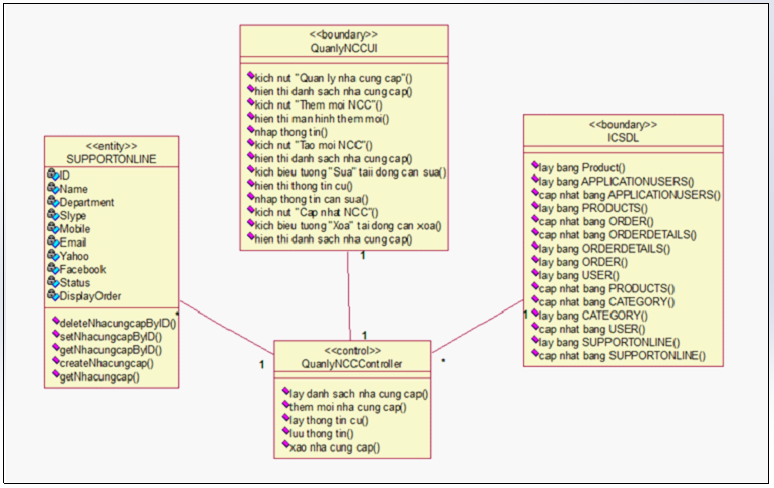 <<boundary>>
QuanlyNCCUI
kich nut "Quan ly nha cung cap"()
hien thi danh sach nha cung cap()
kich nut "Them moi NCC"()
hien thi man hinh them moi()
nhap thong tin()
kich nut "Tao moi NCC"()
hien thi danh sach nha cung cap()
kich bieu tuong "Sua" taii dong can sua()
hien thi thong tin cu()
nhap thong tin can sua()
kich nut "Cap nhat NCC"()
kich bieu tuong "Xoa" tai dong can xoa()
hien thi danh sach nha cung cap()
1
<<entity>>
SUPPORTONLINE
ID
Name
Department
Slype
Mobile
Email
Yahoo
Facebook
Status
DisplayOrder
deleteNhacungcapByID()
setNhacungcapByID()
getNhacungcapByID()
createNhacungcap()
getNhacungcap()
*
1
<<boundary>>
ICSDL
lay bang Product()
lay bang APPLICATIONUSEIRS()
cap nhat bang APPLICATIONUSERS()
lay bang PRODUCTS()
cap nhat bang ORDER()
cap nhat bang ORDERDETAILS()
lay bang ORDERDETAILS()
lay bang ORDER()
lay bang USER()
cap nhat bang PRODUCTS()
cap nhat bang CATEGORY()
lay bang CATEGORY()
cap nhat bang USER()
lay bang SUPPORTONLINE()
cap nhat bang SUPPORTONLINE()
1
*
1
<<control>>
QuanlyNCCController
lay danh sach nha cung cap()
them moi nha cung cap()
lay thong tin cu()
luu thong tin()
xao nha cung cap()